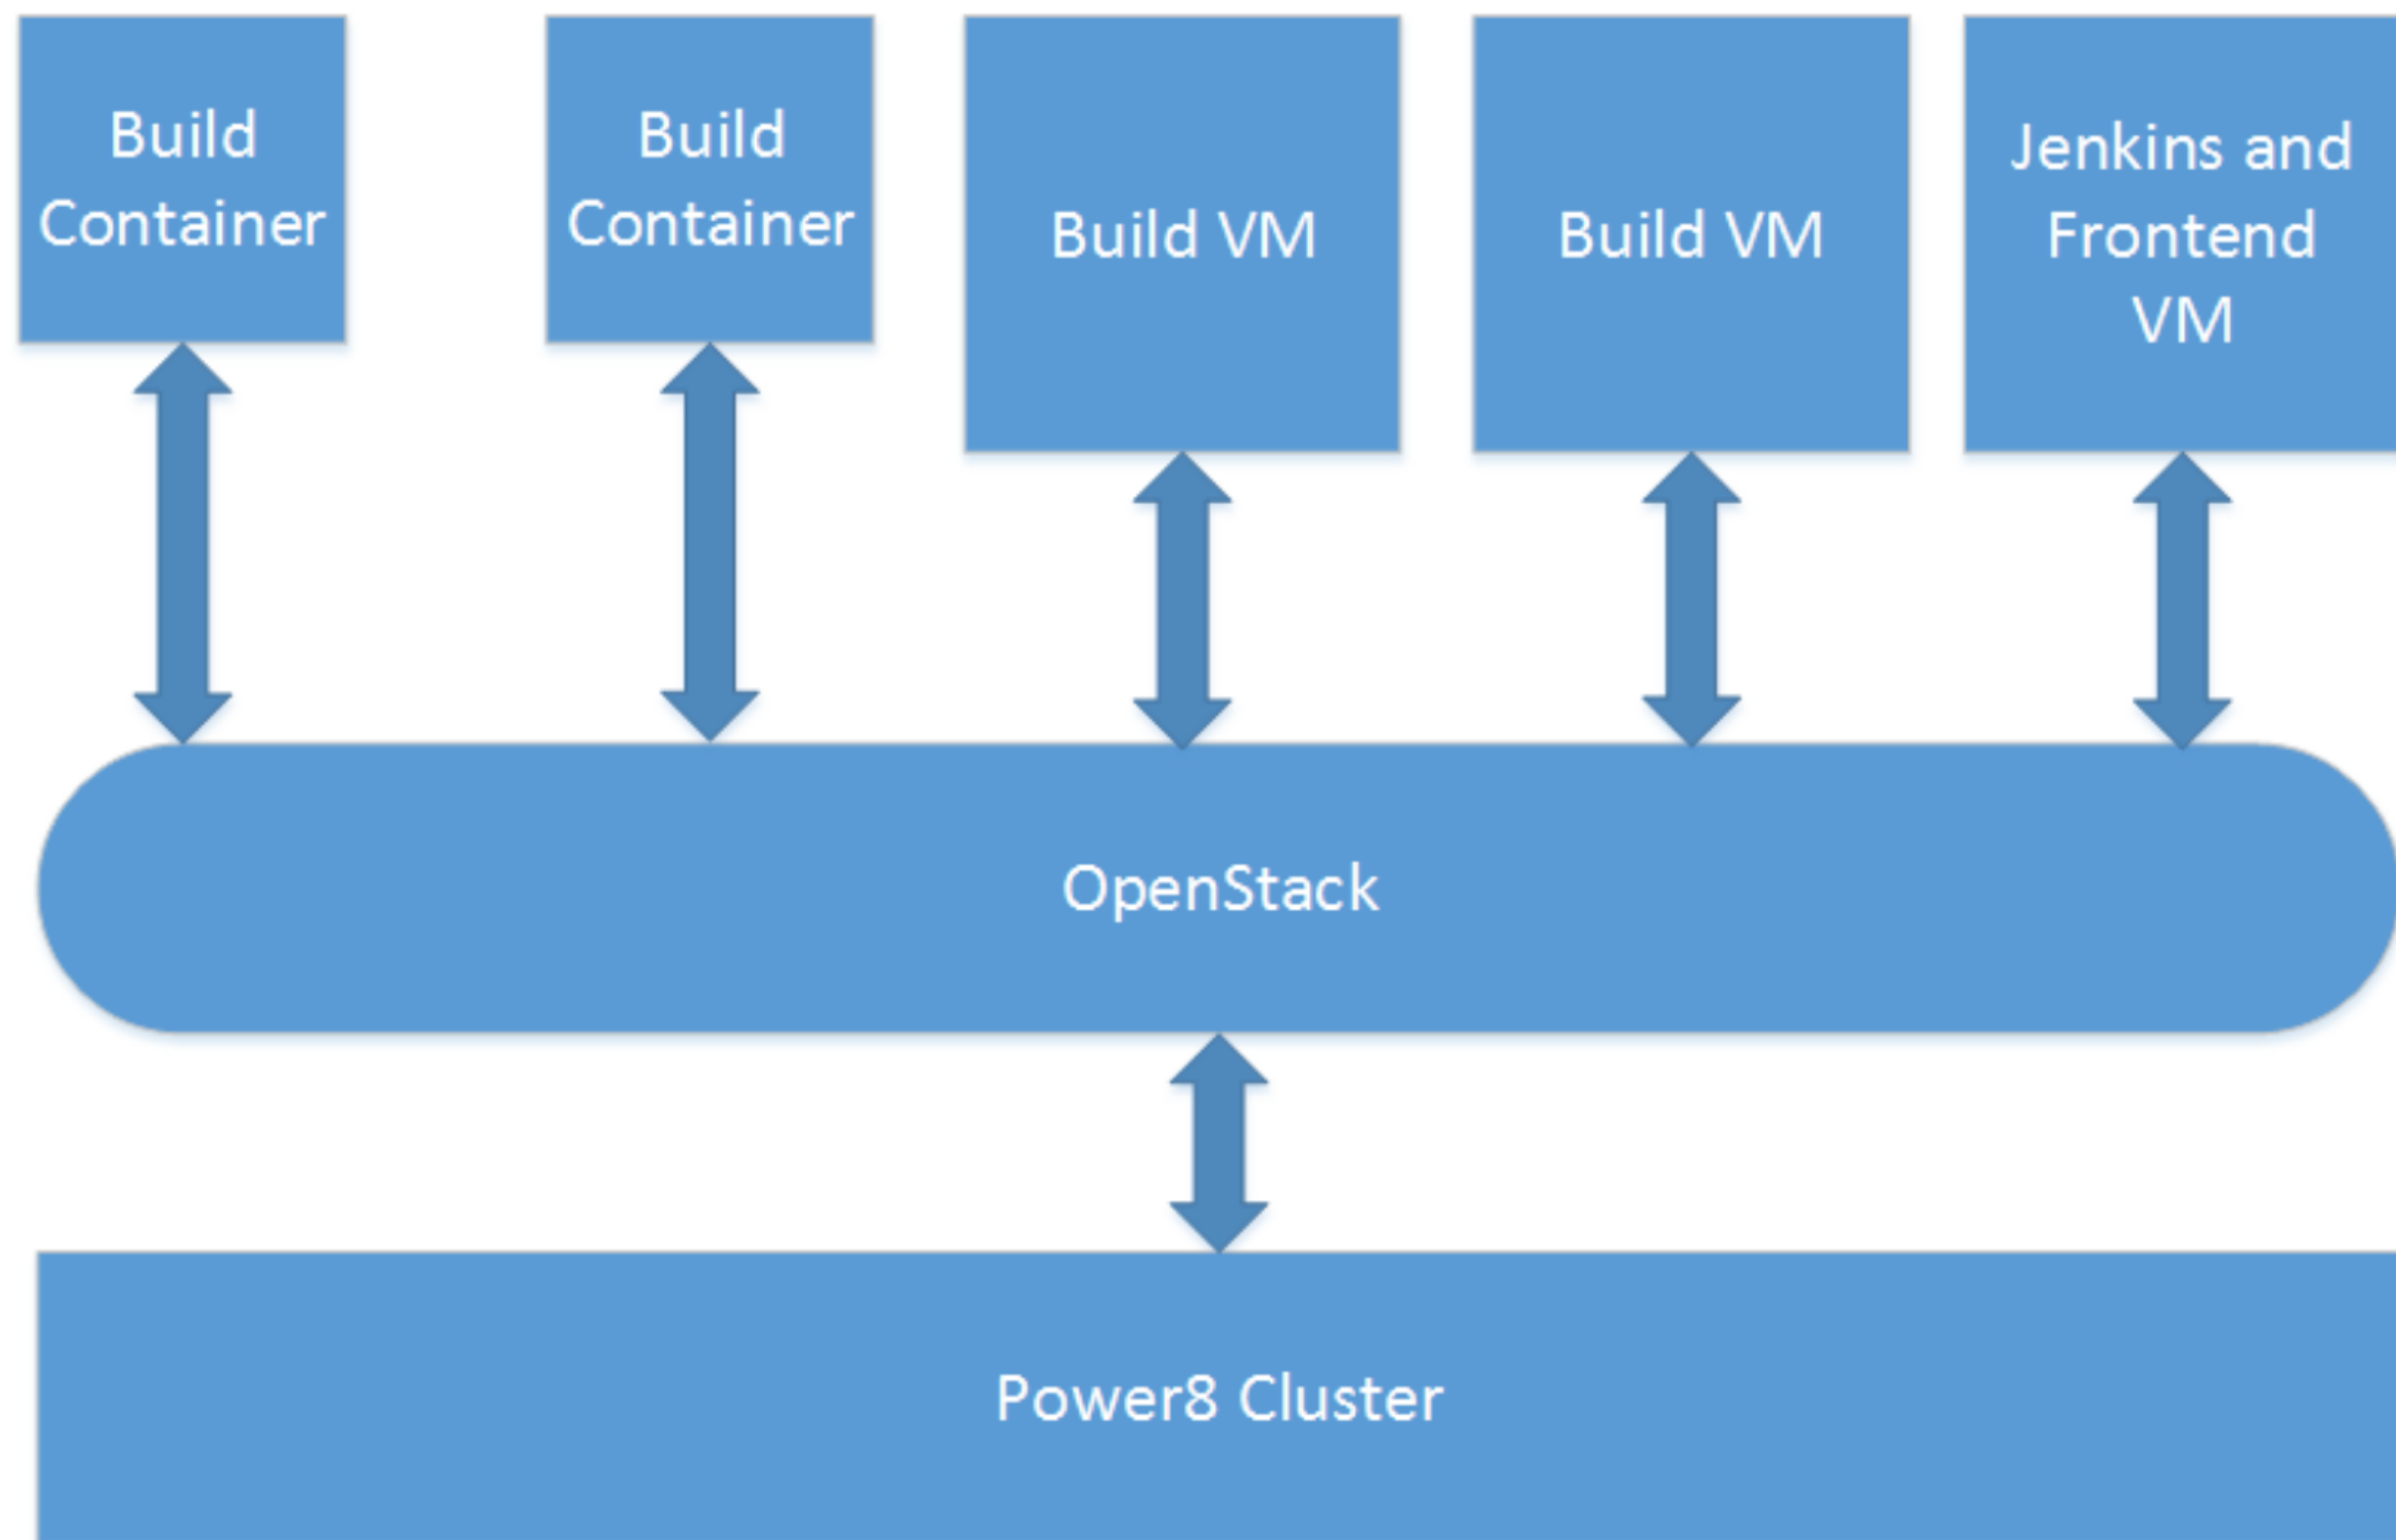 Build
Container
Build
Container
Build VM
Build VM
Jenkins and
Frontend
VM
OpenStack
Power8 Cluster